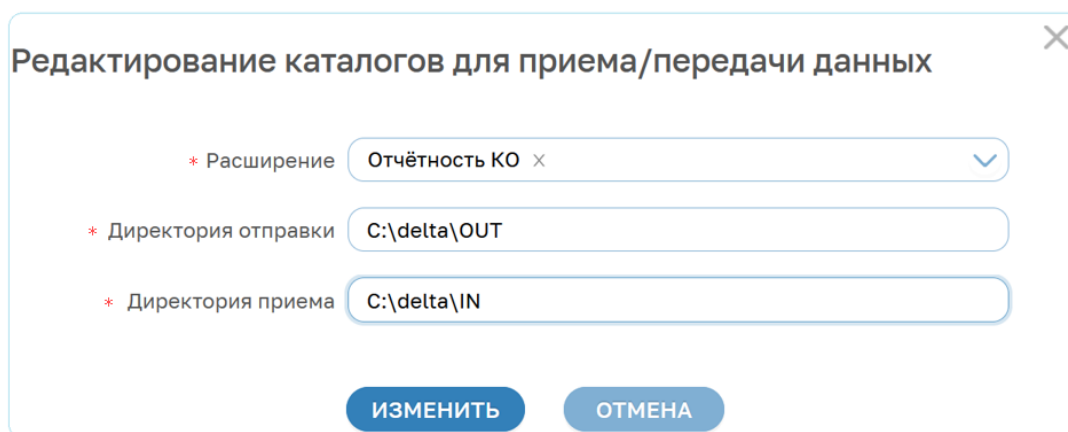 Редактирование каталогов для приема/передачи данных
* Расширение Отчётность КО ×
* Директория отправки C:\delta\OUT
* Директория приема C:\delta\IN
ИЗМЕНИТЬ ОТМЕНА